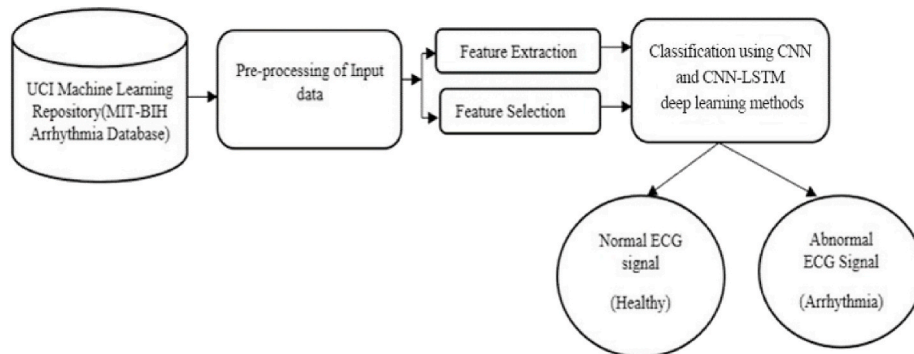 UCI Machine Learning
Repository(MIT-BIH
Arrhythmia Database)
Pre-processing of Input
data
Feature Extraction
Feature Selection
Classification using CNN
and CNN-LSTM
deep learning methods
Normal ECG
signal
(Healthy)
Abnormal
ECG Signal
(Arrhythmia)